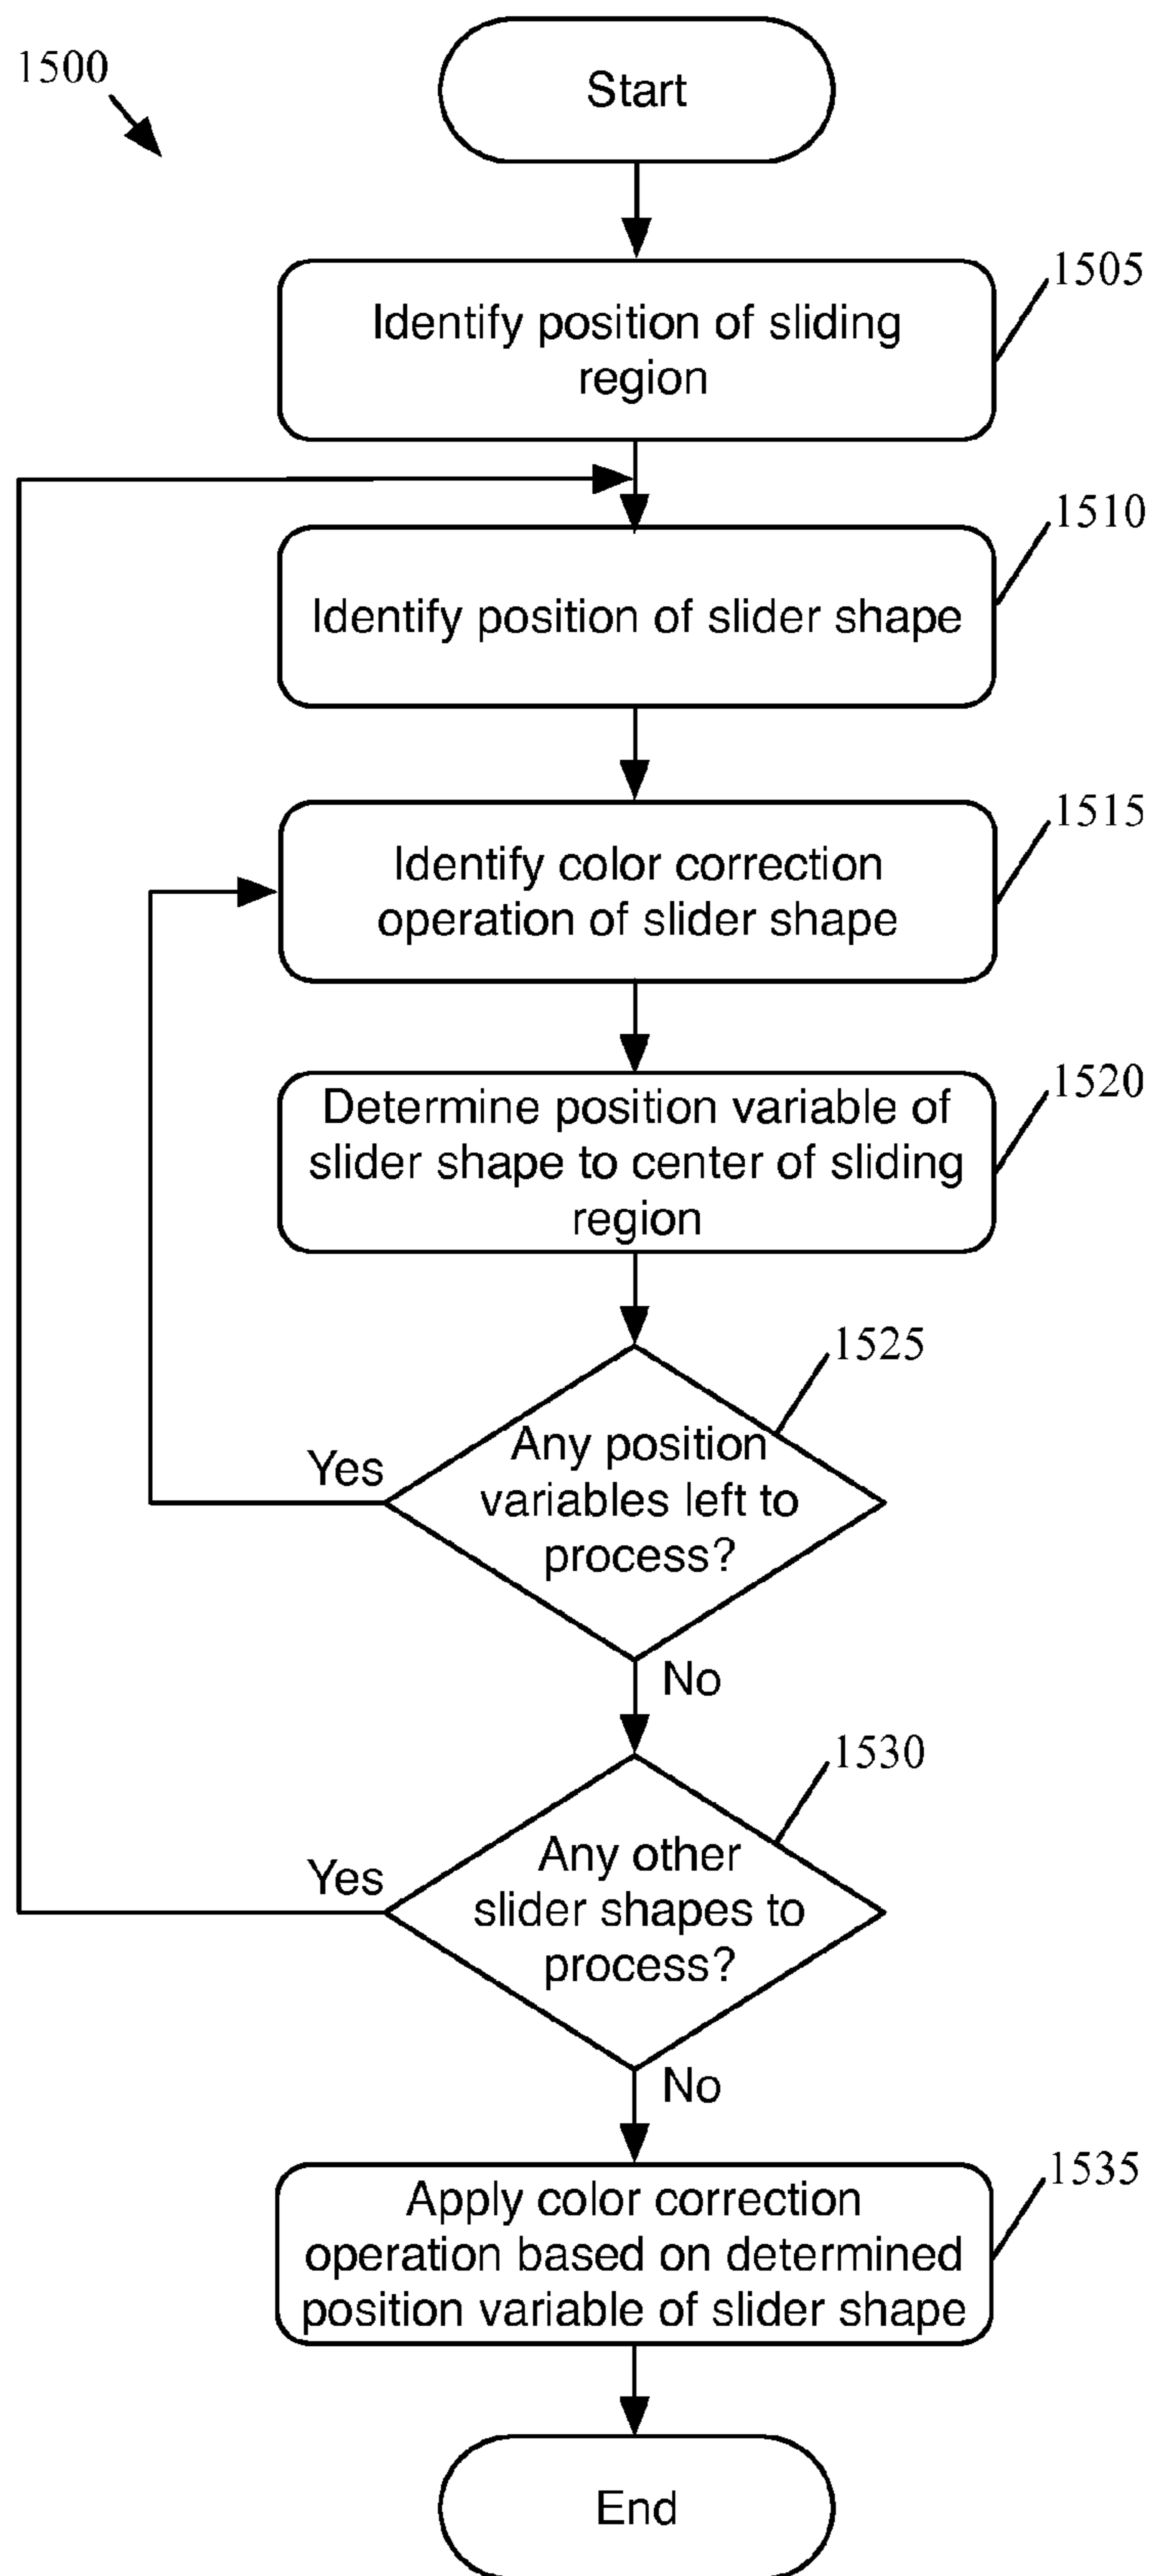 1500
Start
1505
Identify position of sliding
region
1510
Identify position of slider shape
1515
Identify color correction
operation of slider shape
1520
Determine position variable of
slider shape to center of sliding
region
1525
Any position
variables left to
process?
Yes
No
1530
Any other
slider shapes to
process?
Yes
No
1535
Apply color correction
operation based on determined
position variable of slider shape
End